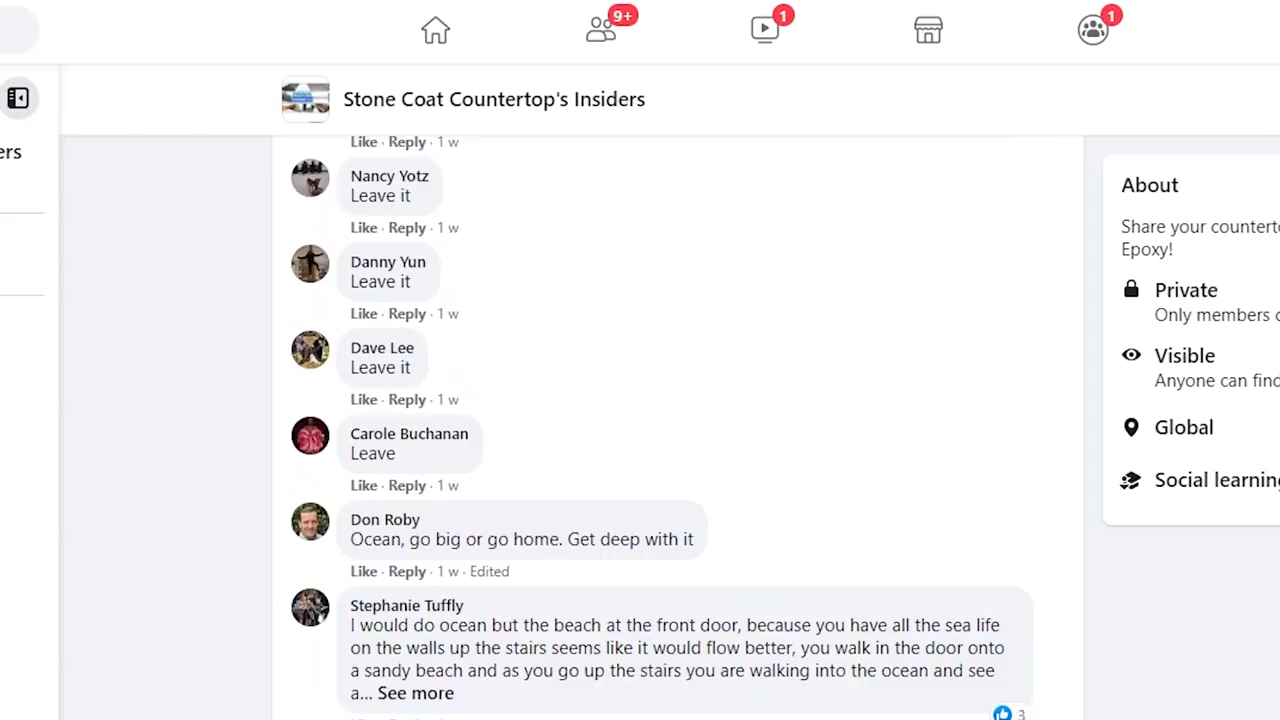 9+
1
1
Stone Coat Countertop's Insiders
ers
Like · Reply · 1 w
Nancy Yotz
Leave it
Like · Reply · 1 w
Danny Yun
Leave it
Like · Reply · 1 w
Dave Lee
Leave it
Like · Reply · 1 w
Carole Buchanan
Leave
Like · Reply · 1 w
Don Roby
Ocean, go big or go home. Get deep with it
Like · Reply · 1 w · Edited
Stephanie Tuffly
I would do ocean but the beach at the front door, because you have all the sea life
on the walls up the stairs seems like it would flow better, you walk in the door onto
a sandy beach and as you go up the stairs you are walking into the ocean and see
a... See more
3
About
Share your counterto
Epoxy!
Private
Only members c
Visible
Anyone can find
Global
Social learning